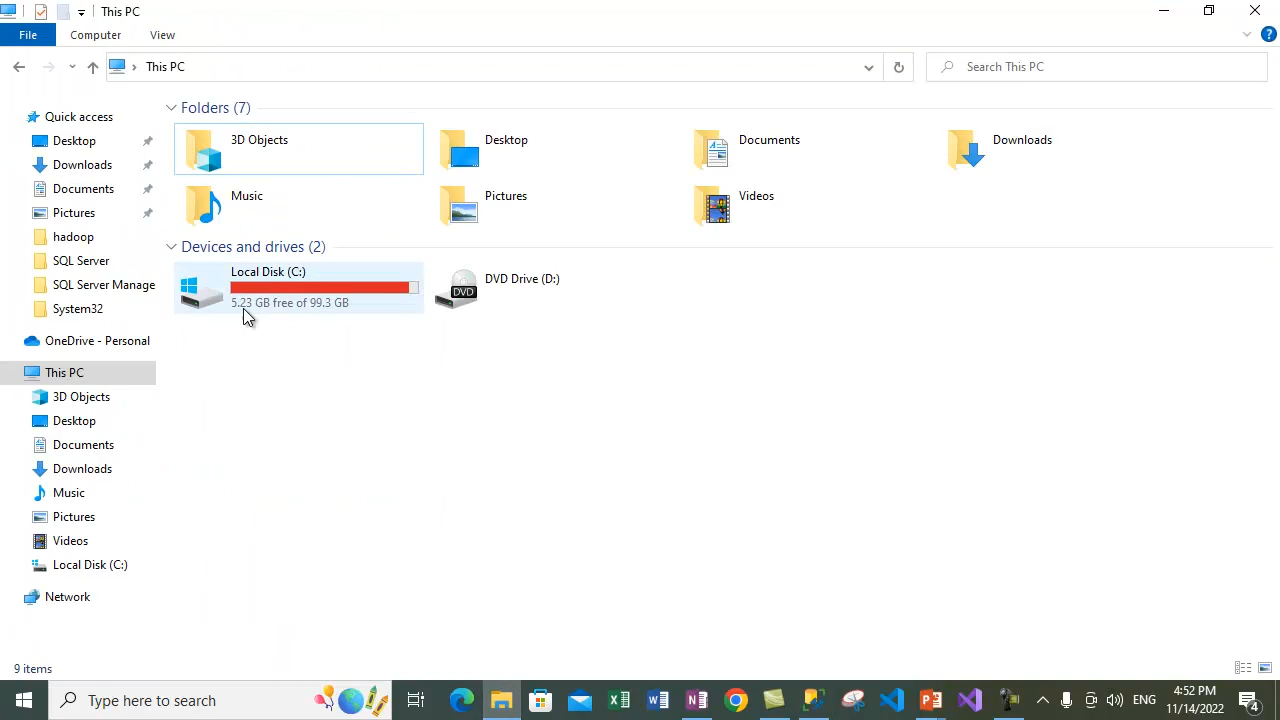 This PC
File
Computer
View
This PC
Search This PC
Quick access
Desktop
Downloads
Documents
Pictures
hadoop
SQL Server
SQL Server Manage
System32
OneDrive - Personal
This PC
3D Objects
Desktop
Documents
Downloads
Music
Pictures
Videos
Local Disk (C:)
Network
Folders (7)
3D Objects
Desktop
Documents
Downloads
Music
Pictures
Videos
Devices and drives (2)
Local Disk (C:)
5.23 GB free of 99.3 GB
DVD
DVD Drive (D:)
9 items
Type here to search
ENG
4:52 PM
11/14/2022
4